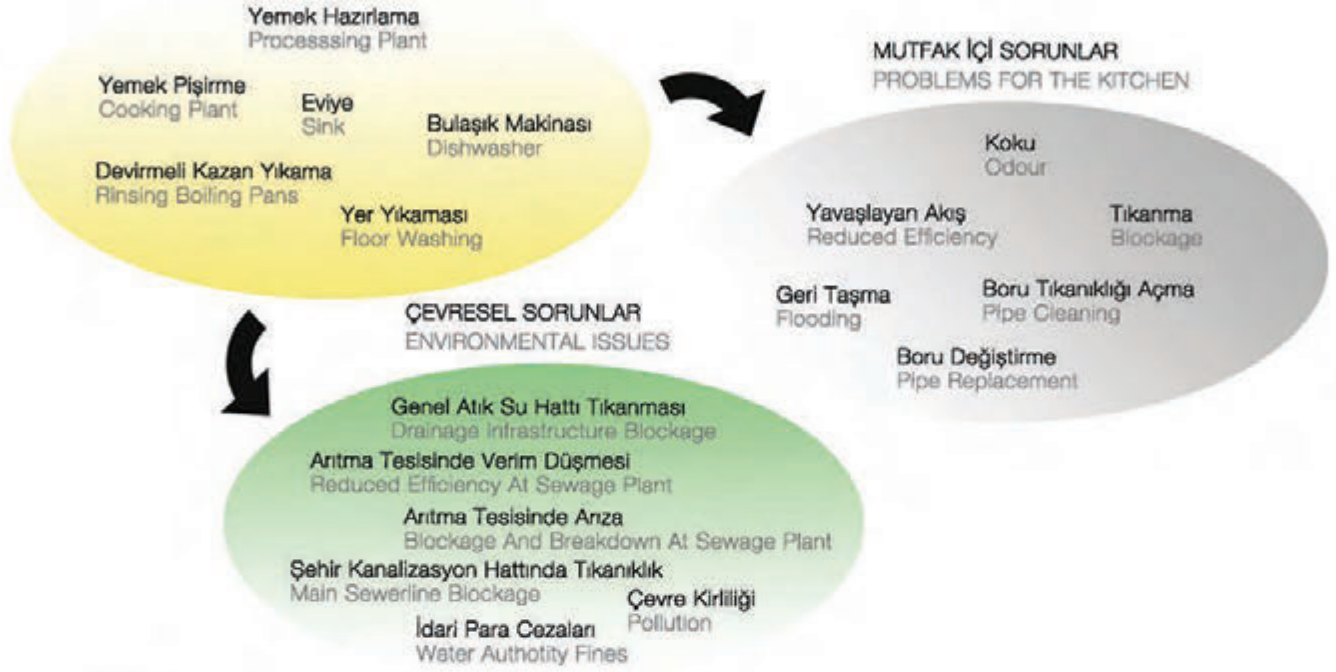 Yemek Hazırlama
Processsing Plant
Yemek Pişirme
Cooking Plant
Eviye
Sink
Bulaşık Makinası
Dishwasher
Devirmeli Kazan Yıkama
Rinsing Boiling Pans
Yer Yıkaması
Floor Washing
MUTFAK İÇİ SORUNLAR
PROBLEMS FOR THE KITCHEN
Koku
Odour
Yavaşlayan Akış
Reduced Efficiency
Tıkanma
Blockage
Geri Taşma
Flooding
Boru Tıkanıklığı Açma
Pipe Cleaning
Boru Değiştirme
Pipe Replacement
ÇEVRESEL SORUNLAR
ENVIRONMENTAL ISSUES
Genel Atık Su Hattı Tıkanması
Drainage Infrastructure Blockage
Arıtma Tesisinde Verim Düşmesi
Reduced Efficiency At Sewage Plant
Arıtma Tesisinde Arıza
Blockage And Breakdown At Sewage Plant
Şehir Kanalizasyon Hattında Tıkanıklık
Main Sewerline Blockage
Çevre Kirliliği
Pollution
İdari Para Cezaları
Water Authotity Fines